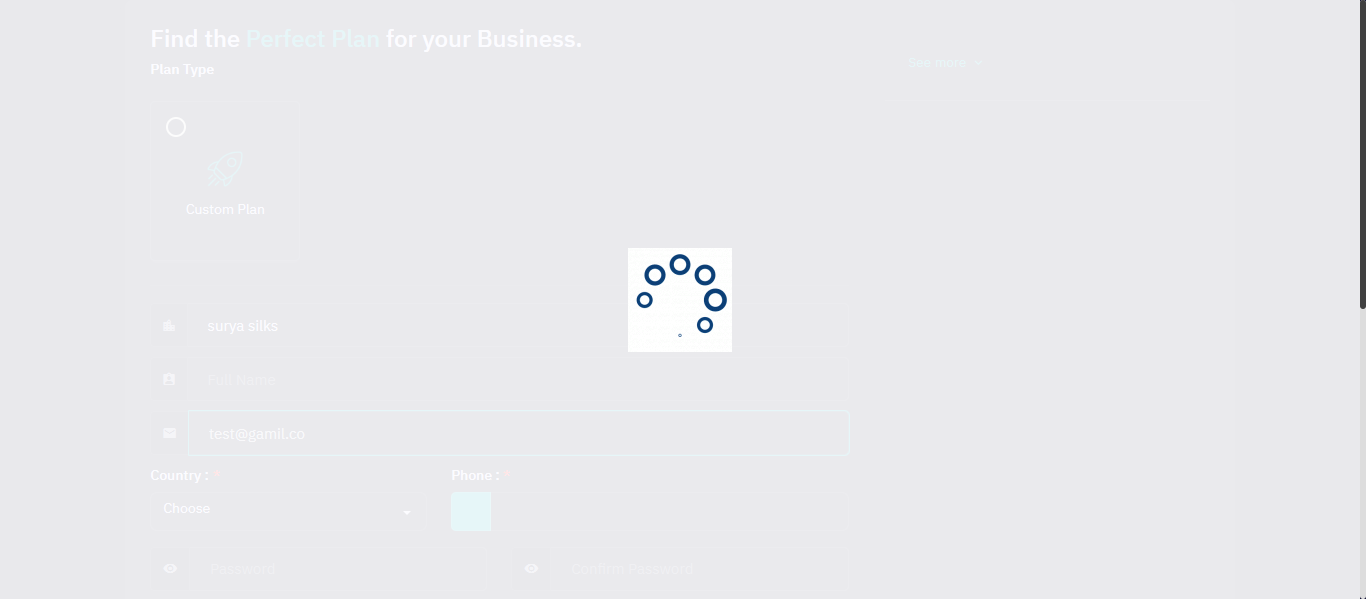 Find the Perfect Plan for your Business.
See more
Plan Type
Custom Plan
surya silks
Full Name
test@gamil.co
Country : *
Phone : *
Choose
Password
Confirm Password